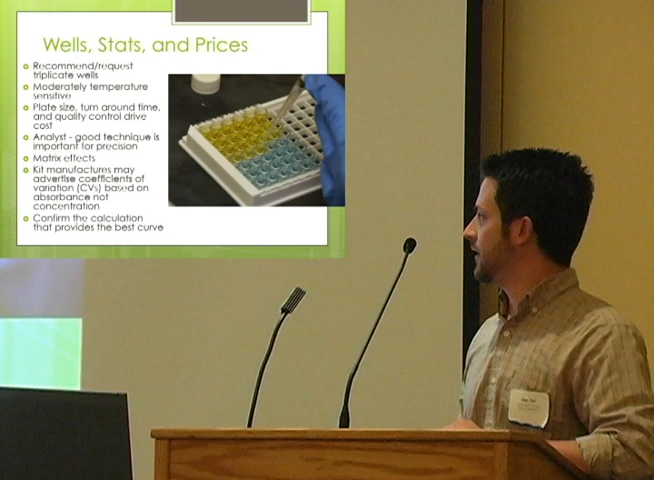 Wells, Stats, and Prices
Recommend/request
triplicate wells
Moderately temperature
sensitive
Plate size, turn around time,
and quality control drive
cost
Analyst - good technique is
important for precision
Matrix effects
Kit manufactures may
advertise coefficients of
variation (CVs) based on
absorbance not
concentration
Confirm the calculation
that provides the best curve